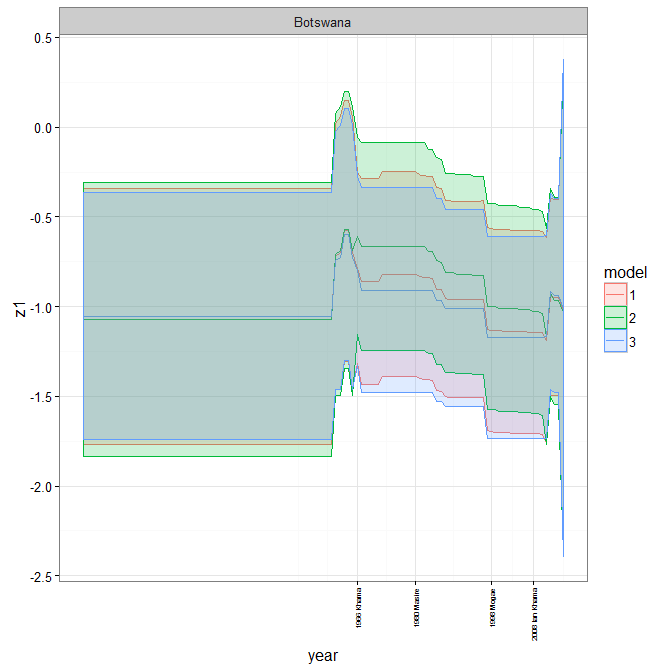 Botswana
0.5
0.0
-0.5
-1.0
-1.5
-2.0
-2.5
z1
1966 Khama
1980 Masire
1998 Mogae
2008 Ian Khama
year
model
1
2
3